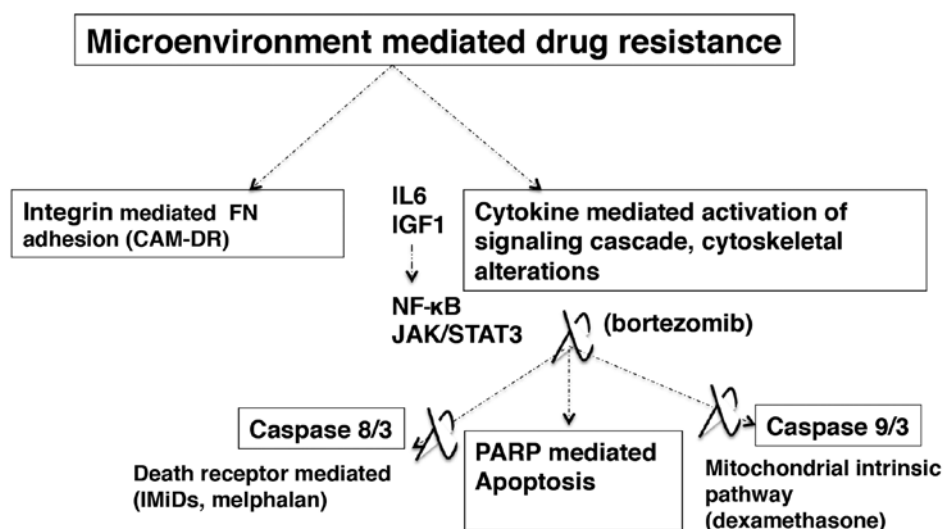 Microenvironment mediated drug resistance
Integrin mediated FN
adhesion (CAM-DR)
IL6
IGF1
NF-κB
JAK/STAT3
Cytokine mediated activation of
signaling cascade, cytoskeletal
alterations
(bortezomib)
Caspase 8/3
Death receptor mediated
(IMiDs, melphalan)
PARP mediated
Apoptosis
Caspase 9/3
Mitochondrial intrinsic
pathway
(dexamethasone)